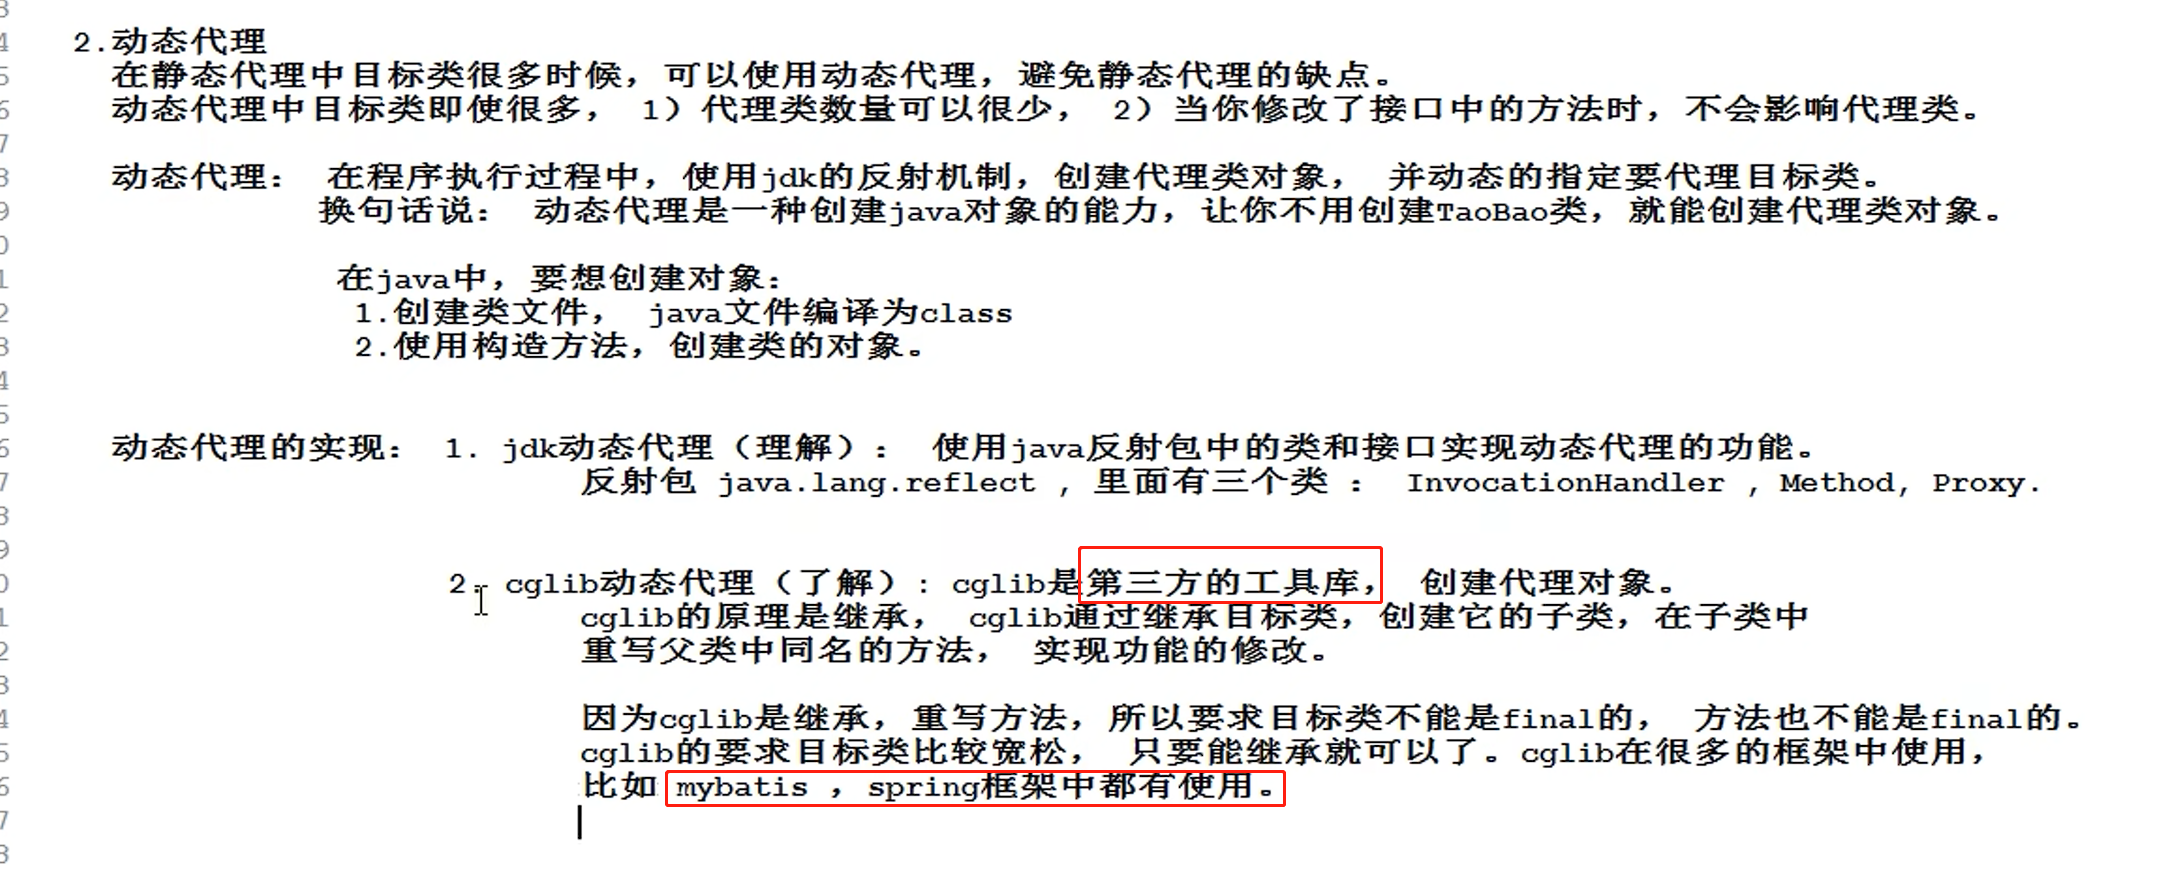 2.动态代理
在静态代理中目标类很多时候，可以使用动态代理，避免静态代理的缺点。
动态代理中目标类即使很多， 1）代理类数量可以很少， 2）当你修改了接口中的方法时，不会影响代理类。
动态代理： 在程序执行过程中，使用jdk的反射机制，创建代理类对象， 并动态的指定要代理目标类。
换句话说： 动态代理是一种创建java对象的能力，让你不用创建TaoBao类，就能创建代理类对象。
在java中，要想创建对象：
1.创建类文件， java文件编译为class
2.使用构造方法，创建类的对象。
动态代理的实现： 1. jdk动态代理（理解）： 使用java反射包中的类和接口实现动态代理的功能。
反射包 java.lang.reflect , 里面有三个类 ： InvocationHandler , Method, Proxy.
2. cglib动态代理（了解）: cglib是第三方的工具库， 创建代理对象。
cglib的原理是继承， cglib通过继承目标类，创建它的子类，在子类中
重写父类中同名的方法， 实现功能的修改。
因为cglib是继承，重写方法，所以要求目标类不能是final的， 方法也不能是final的。
cglib的要求目标类比较宽松， 只要能继承就可以了。cglib在很多的框架中使用，
比如 mybatis ，spring框架中都有使用。